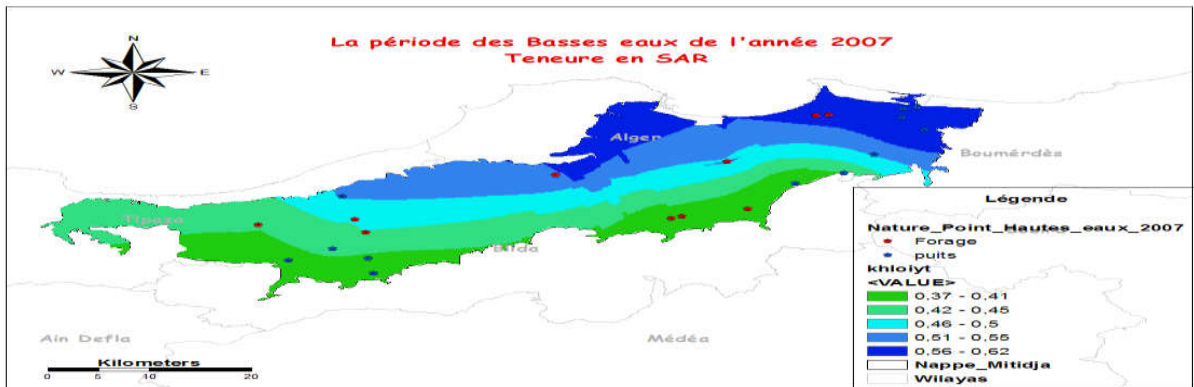 La période des Basses eaux de l'année 2007
Teneure en SAR
N
W
E
S
Alger
Boumérdès
Tipaza
Blida
Ain Defla
Médéa
Kilometers
0 5 10 20
Légende
Nature_Point_Hautes_eaux_2007
Forage
puits
khloiyt
<VALUE>
0,37 - 0,41
0,42 - 0,45
0,46 - 0,5
0,51 - 0,55
0,56 - 0,62
Nappe_Mitidja
Wilayas